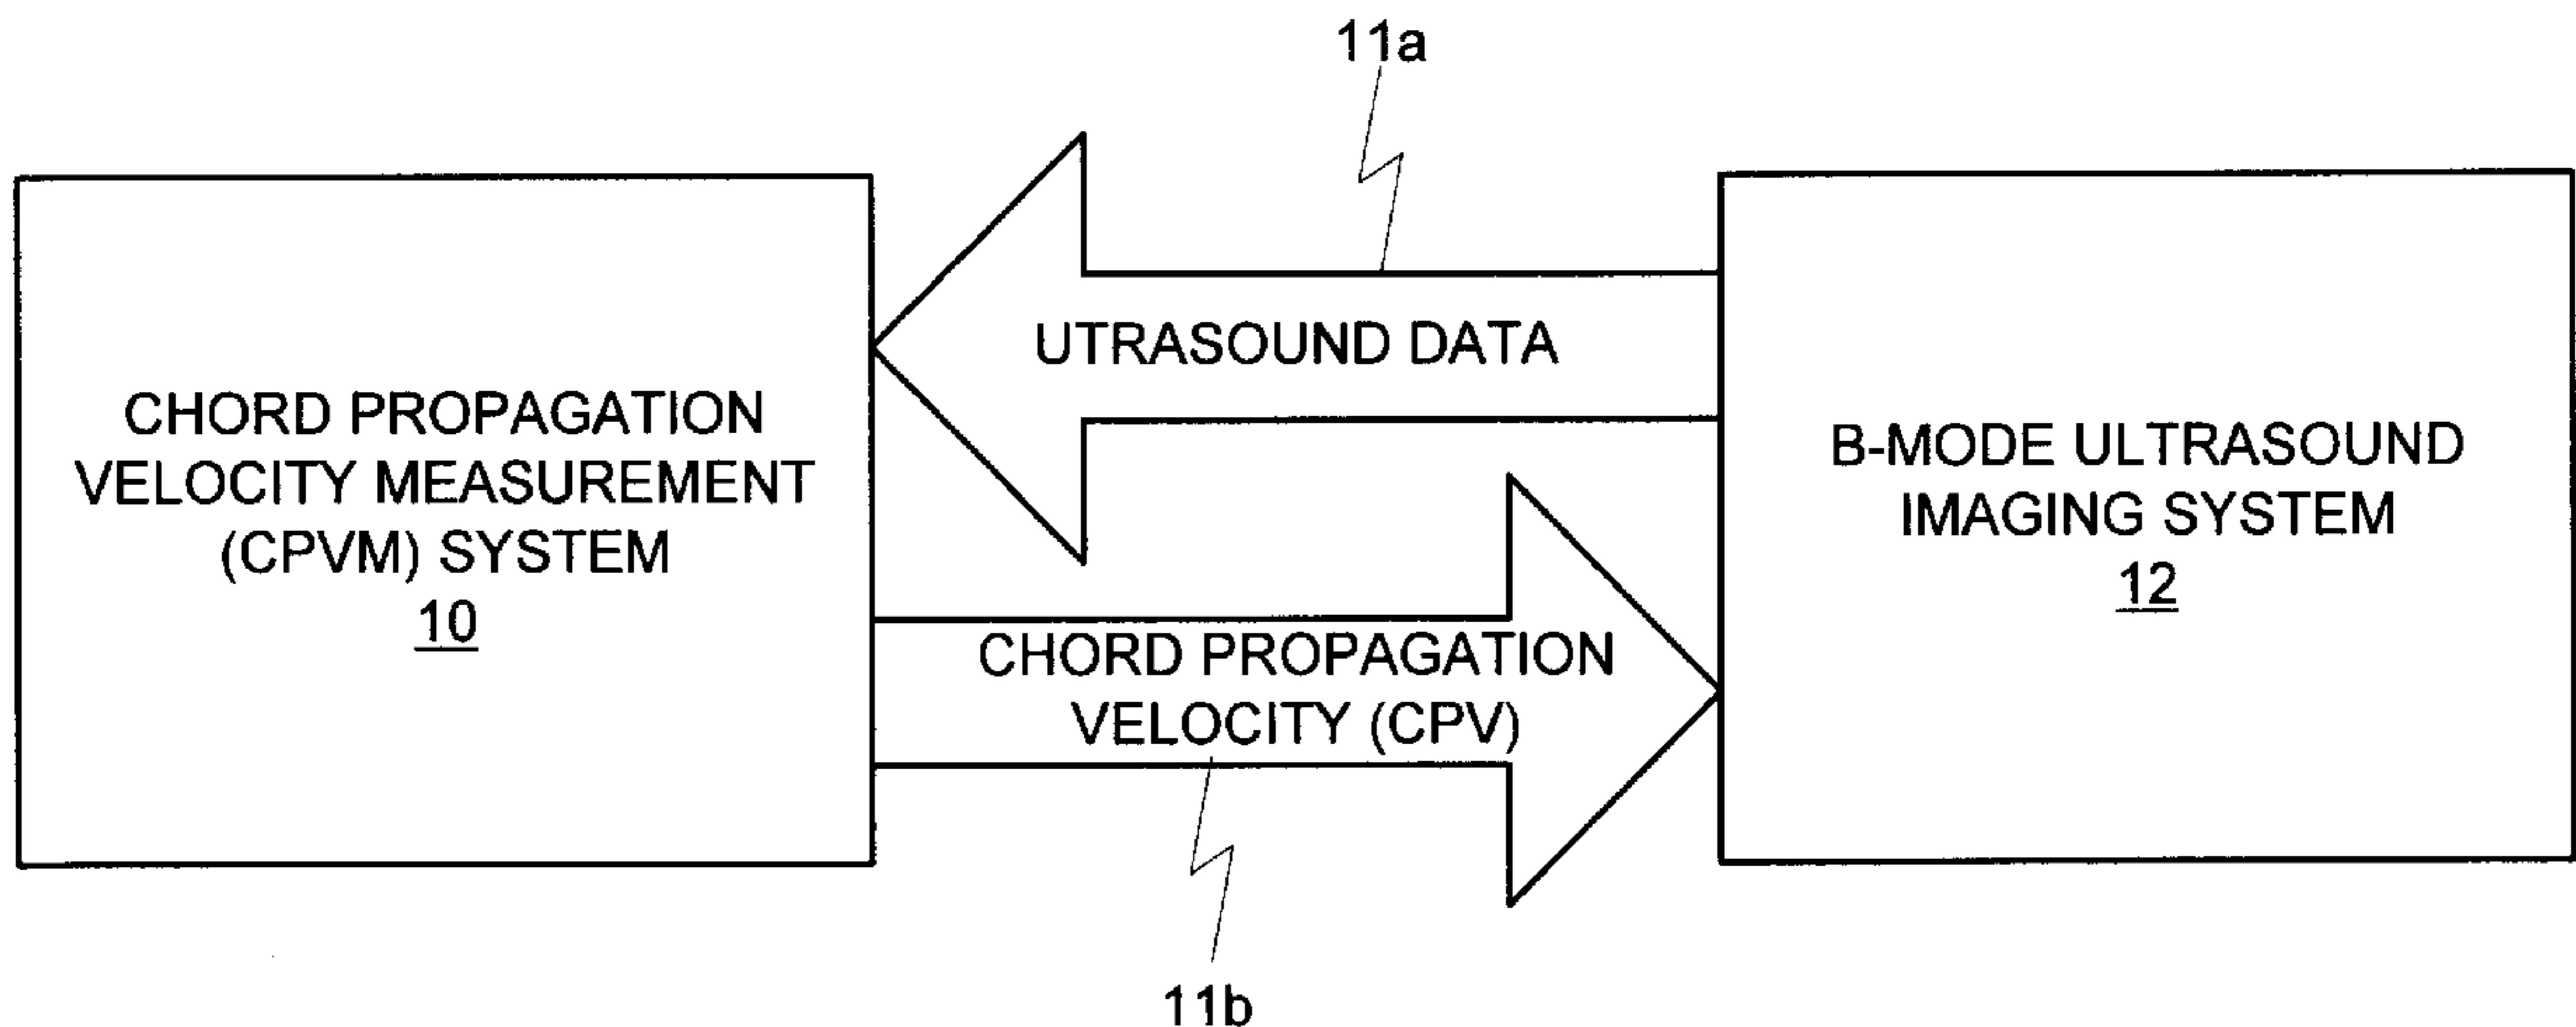 11a
UTRASOUND DATA
CHORD PROPAGATION
VELOCITY MEASUREMENT
(CPVM) SYSTEM
10
B-MODE ULTRASOUND
IMAGING SYSTEM
12
CHORD PROPAGATION
VELOCITY (CPV)
11b